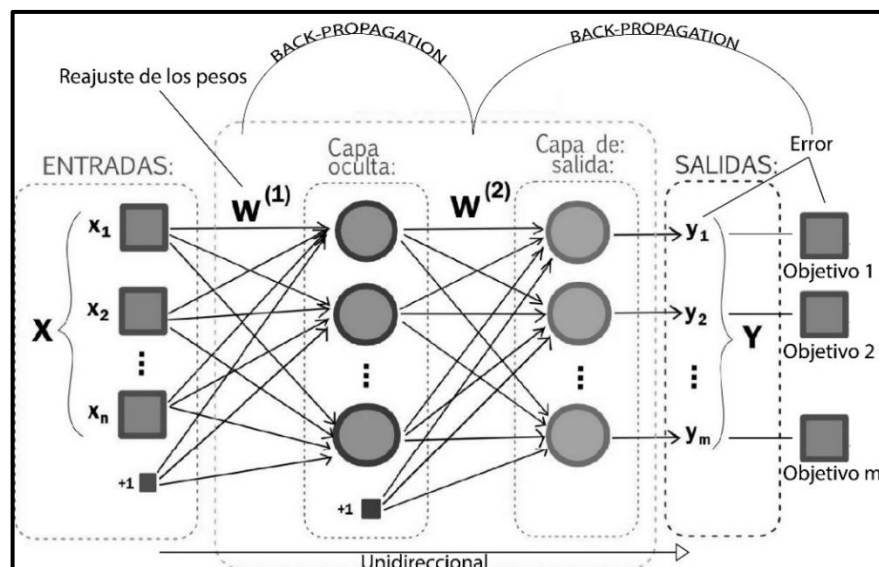 BACK-PROPAGATION
BACK-PROPAGATION
Reajuste de los pesos
Error
ENTRADAS:
Capa
oculta:
Capa de:
salida:
SALIDAS:
W(1)
W(2)
x1
y1
Objetivo 1
x2
y2
X
Y
Objetivo 2
xn
ym
Objetivo m
+1
+1
Unidireccional